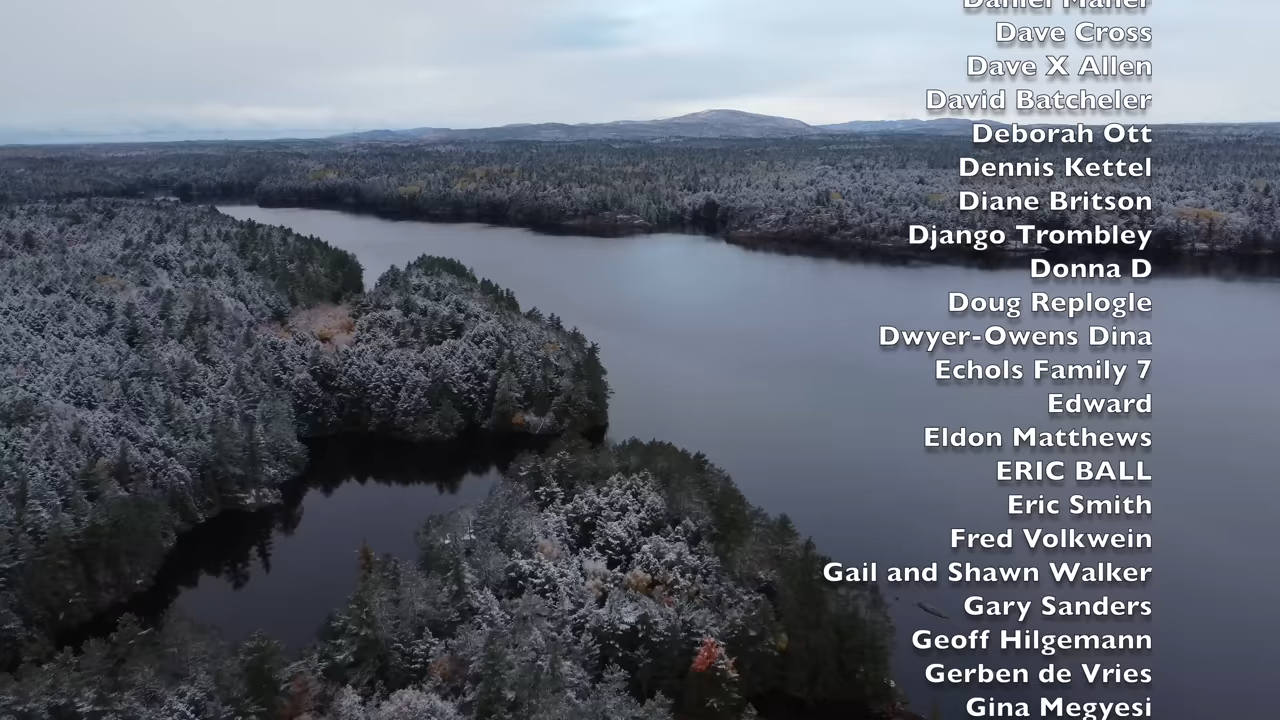 Daniel Maher
Dave Cross
Dave X Allen
David Batcheler
Deborah Ott
Dennis Kettel
Diane Britson
Django Trombley
Donna D
Doug Replogle
Dwyer-Owens Dina
Echols Family 7
Edward
Eldon Matthews
ERIC BALL
Eric Smith
Fred Volkwein
Gail and Shawn Walker
Gary Sanders
Geoff Hilgemann
Gerben de Vries
Gina Megyesi